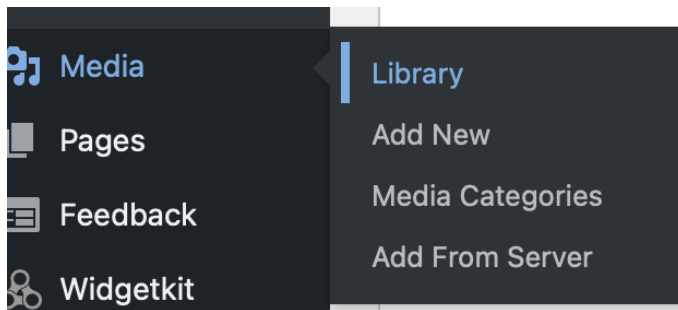 Media
Pages
Feedback
Widgetkit
Library
Add New
Media Categories
Add From Server